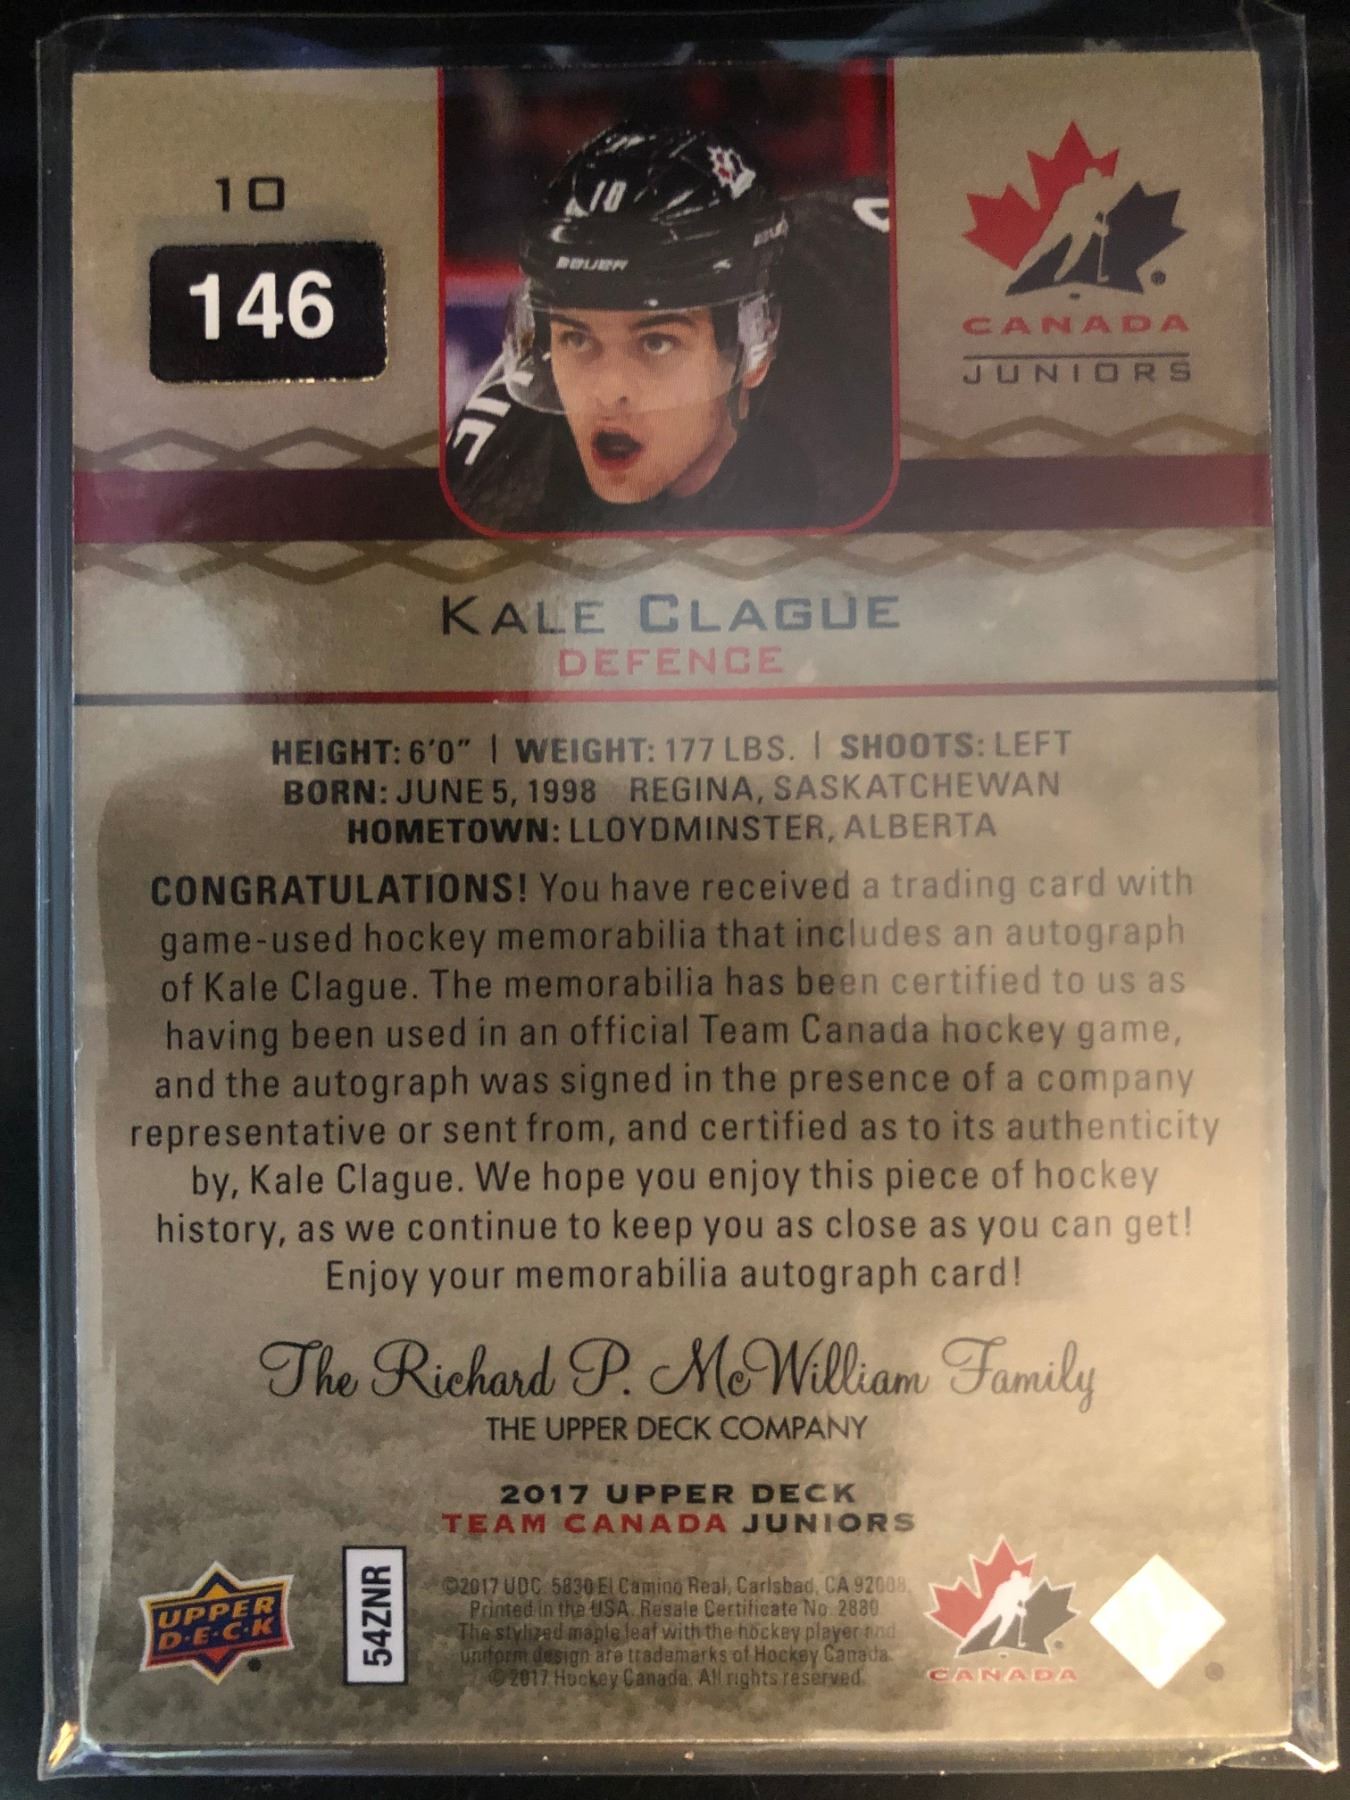 10
146
10
BAUER
CANADA
JUNIORS
KALE CLAGUE
DEFENCE
HEIGHT: 6'0" | WEIGHT: 177 LBS. | SHOOTS: LEFT
BORN: JUNE 5, 1998 REGINA, SASKATCHEWAN
HOMETOWN: LLOYDMINSTER, ALBERTA
CONGRATULATIONS! You have received a trading card with
game-used hockey memorabilia that includes an autograph
of Kale Clague. The memorabilia has been certified to us as
having been used in an official Team Canada hockey game,
and the autograph was signed in the presence of a company
representative or sent from, and certified as to its authenticity
by, Kale Clague. We hope you enjoy this piece of hockey
history, as we continue to keep you as close as you can get!
Enjoy your memorabilia autograph card!
The Richard P. McWilliam Family
THE UPPER DECK COMPANY
2017 UPPER DECK
TEAM CANADA JUNIORS
UPPER
D·E·C·K
54ZNR
©2017 UDC. 5830 El Camino Real, Carlsbad, CA 92008.
Printed in the USA. Resale Certificate No. 2880
The stylized maple leaf with the hockey player and
uniform design are trademarks of Hockey Canada.
© 2017 Hockey Canada. All rights reserved.
CANADA